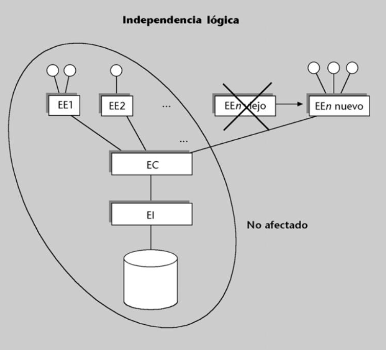 Independencia lógica
EE1
EE2
...
EEn viejo
EEn nuevo
...
EC
EI
No afectado